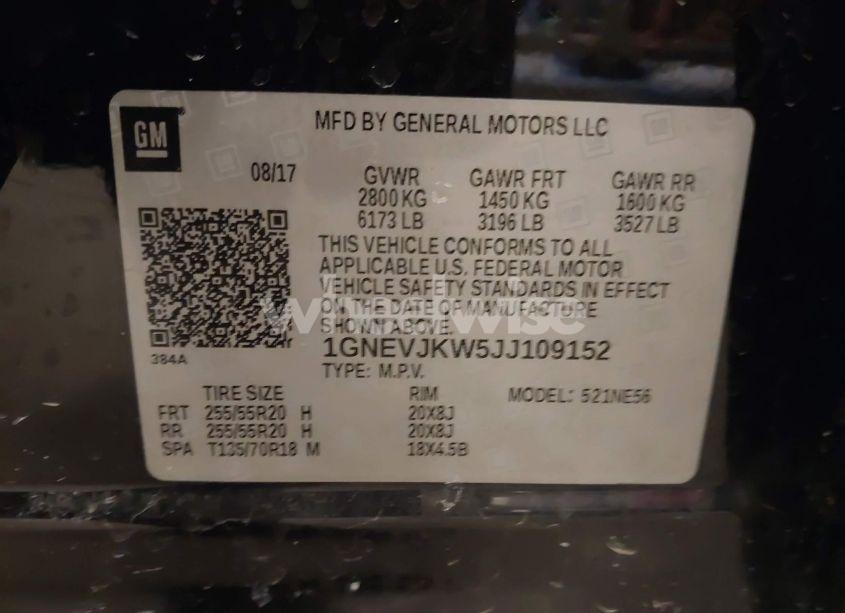 GM
MFD BY GENERAL MOTORS LLC
08/17 GVWR GAWR FRT GAWR RR
2800 KG 1450 KG 1600 KG
6173 LB 3196 LB 3527 LB
THIS VEHICLE CONFORMS TO ALL
APPLICABLE U.S. FEDERAL MOTOR
VEHICLE SAFETY STANDARDS IN EFFECT
ON THE DATE OF MANUFACTURE
SHOWN ABOVE.
384A
1GNEVJKW5JJ109152
TYPE: M.P.V.
TIRE SIZE RIM MODEL: 521NE56
FRT 255/55R20 H 20X8J
RR 255/55R20 H 20X8J
SPA T135/70R18 M 18X4.5B